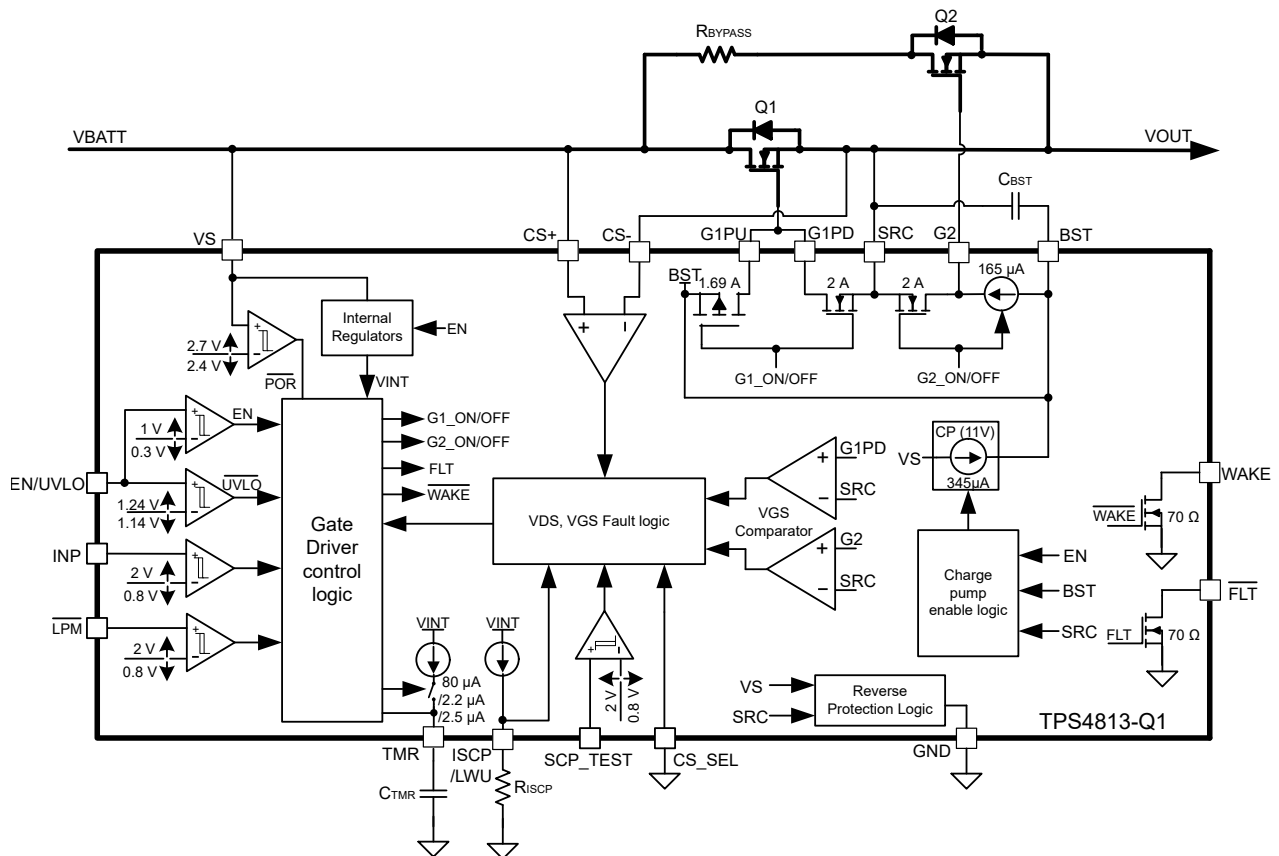 Q2
RBYPASS
Q1
VBATT
VOUT
CBST
VS
CS+
CS-
G1PU
G1PD
SRC
G2
BST
165 µA
BST
1.69 A
2 A
2 A
Internal
Regulators
EN
2.7 V
2.4 V
POR
VINT
G1_ON/OFF
G2_ON/OFF
EN
1 V
0.3 V
G1_ON/OFF
G2_ON/OFF
FLT
WAKE
CP (11V)
VS
345µA
G1PD
SRC
EN/UVLO
UVLO
1.24 V
1.14 V
WAKE
WAKE
70 Ω
Gate
Driver
control
logic
VDS, VGS Fault logic
VGS
Comparator
G2
SRC
INP
2 V
0.8 V
Charge
pump
enable logic
EN
BST
SRC
FLT
FLT
70 Ω
LPM
2 V
0.8 V
VINT
VINT
80 µA
/2.2 µA
/2.5 µA
2 V
0.8 V
VS
SRC
Reverse
Protection Logic
TPS4813-Q1
TMR
ISCP
/LWU
SCP_TEST
CS_SEL
GND
CTMR
RISCP
+
–
+
−
+
−
+
-
+
-
+
-
+
-
+
-
+
-